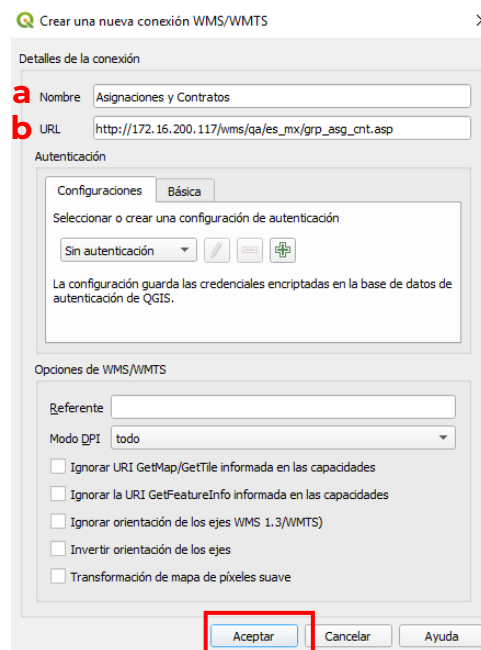 Crear una nueva conexión WMS/WMTS
Detalles de la conexión
a Nombre Asignaciones y Contratos
b URL http://172.16.200.117/wms/qa/es_mx/grp_asg_cnt.asp
Autenticación
Configuraciones Básica
Seleccionar o crear una configuración de autenticación
Sin autenticación
La configuración guarda las credenciales encriptadas en la base de datos de
autenticación de QGIS.
Opciones de WMS/WMTS
Referente
Modo DPI todo
Ignorar URI GetMap/GetTile informada en las capacidades
Ignorar la URI GetFeatureInfo informada en las capacidades
Ignorar orientación de los ejes WMS 1.3/WMTS)
Invertir orientación de los ejes
Transformación de mapa de píxeles suave
Aceptar Cancelar Ayuda